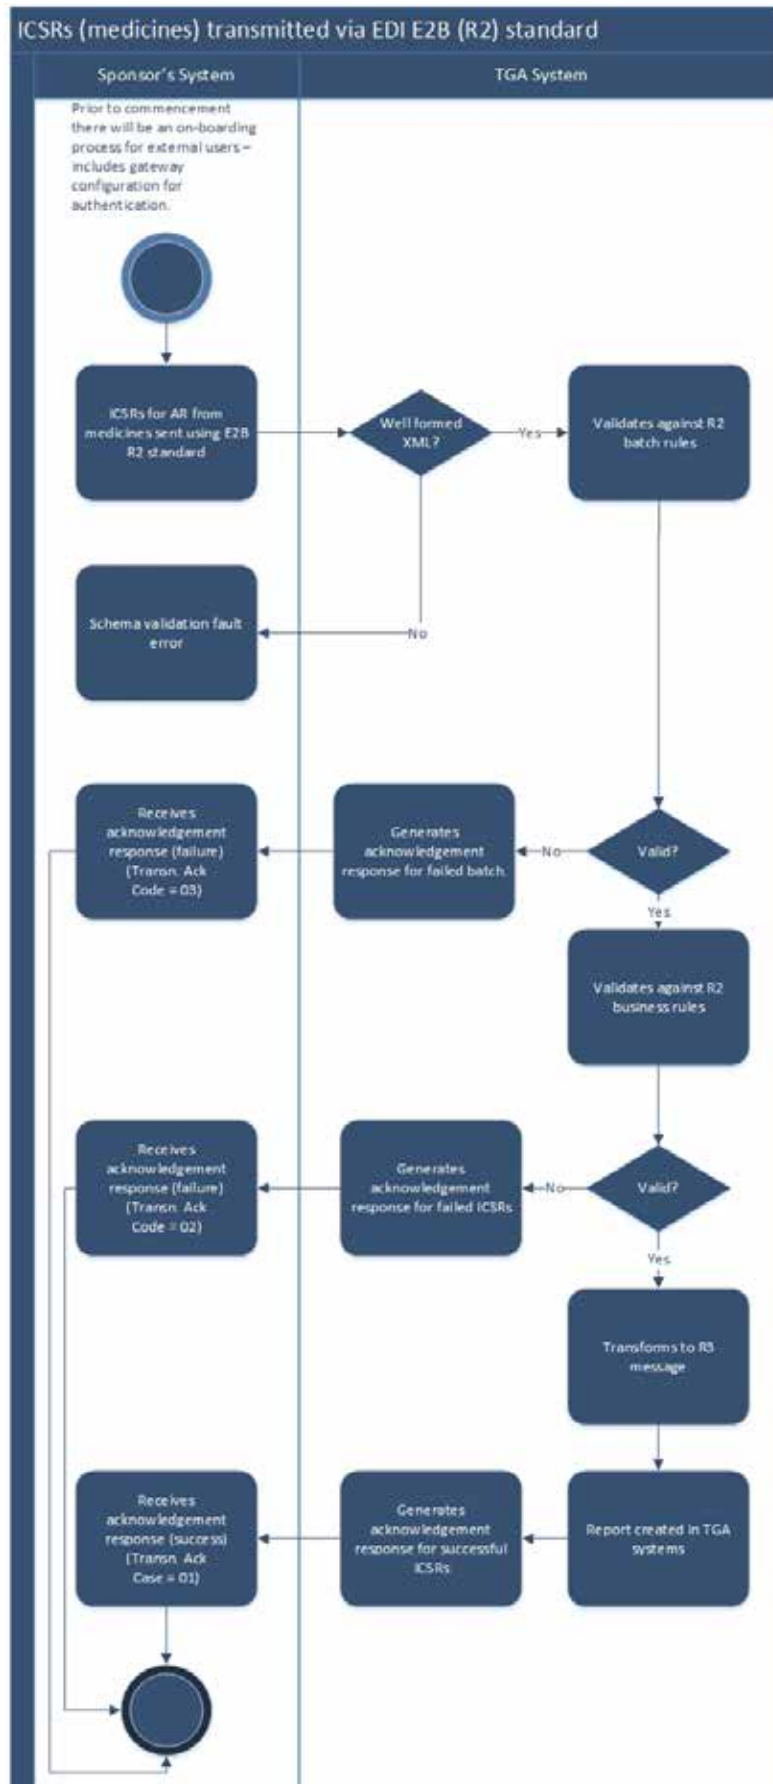 ICSRs (medicines) transmitted via EDI E2B (R2) standard
Sponsor's System
TGA System
Prior to commencement
there will be an on-boarding
process for external users –
includes gateway
configuration for
authentication.
ICSRs for AR from
medicines sent using E2B
R2 standard
Well formed
XML?
Yes
Validates against R2
batch rules
Schema validation fault
error
No
Receives
acknowledgement
response (failure)
(Transn. Ack
Code = 03)
Generates
acknowledgement
response for failed batch.
No
Valid?
Yes
Validates against R2
business rules
Receives
acknowledgement
response (failure)
(Transn. Ack
Code = 02)
Generates
acknowledgement
response for failed ICSRs
No
Valid?
Yes
Transforms to R3
message
Receives
acknowledgement
response (success)
(Transn. Ack
Case = 01)
Generates
acknowledgement
response for successful
ICSRs
Report created in TGA
systems